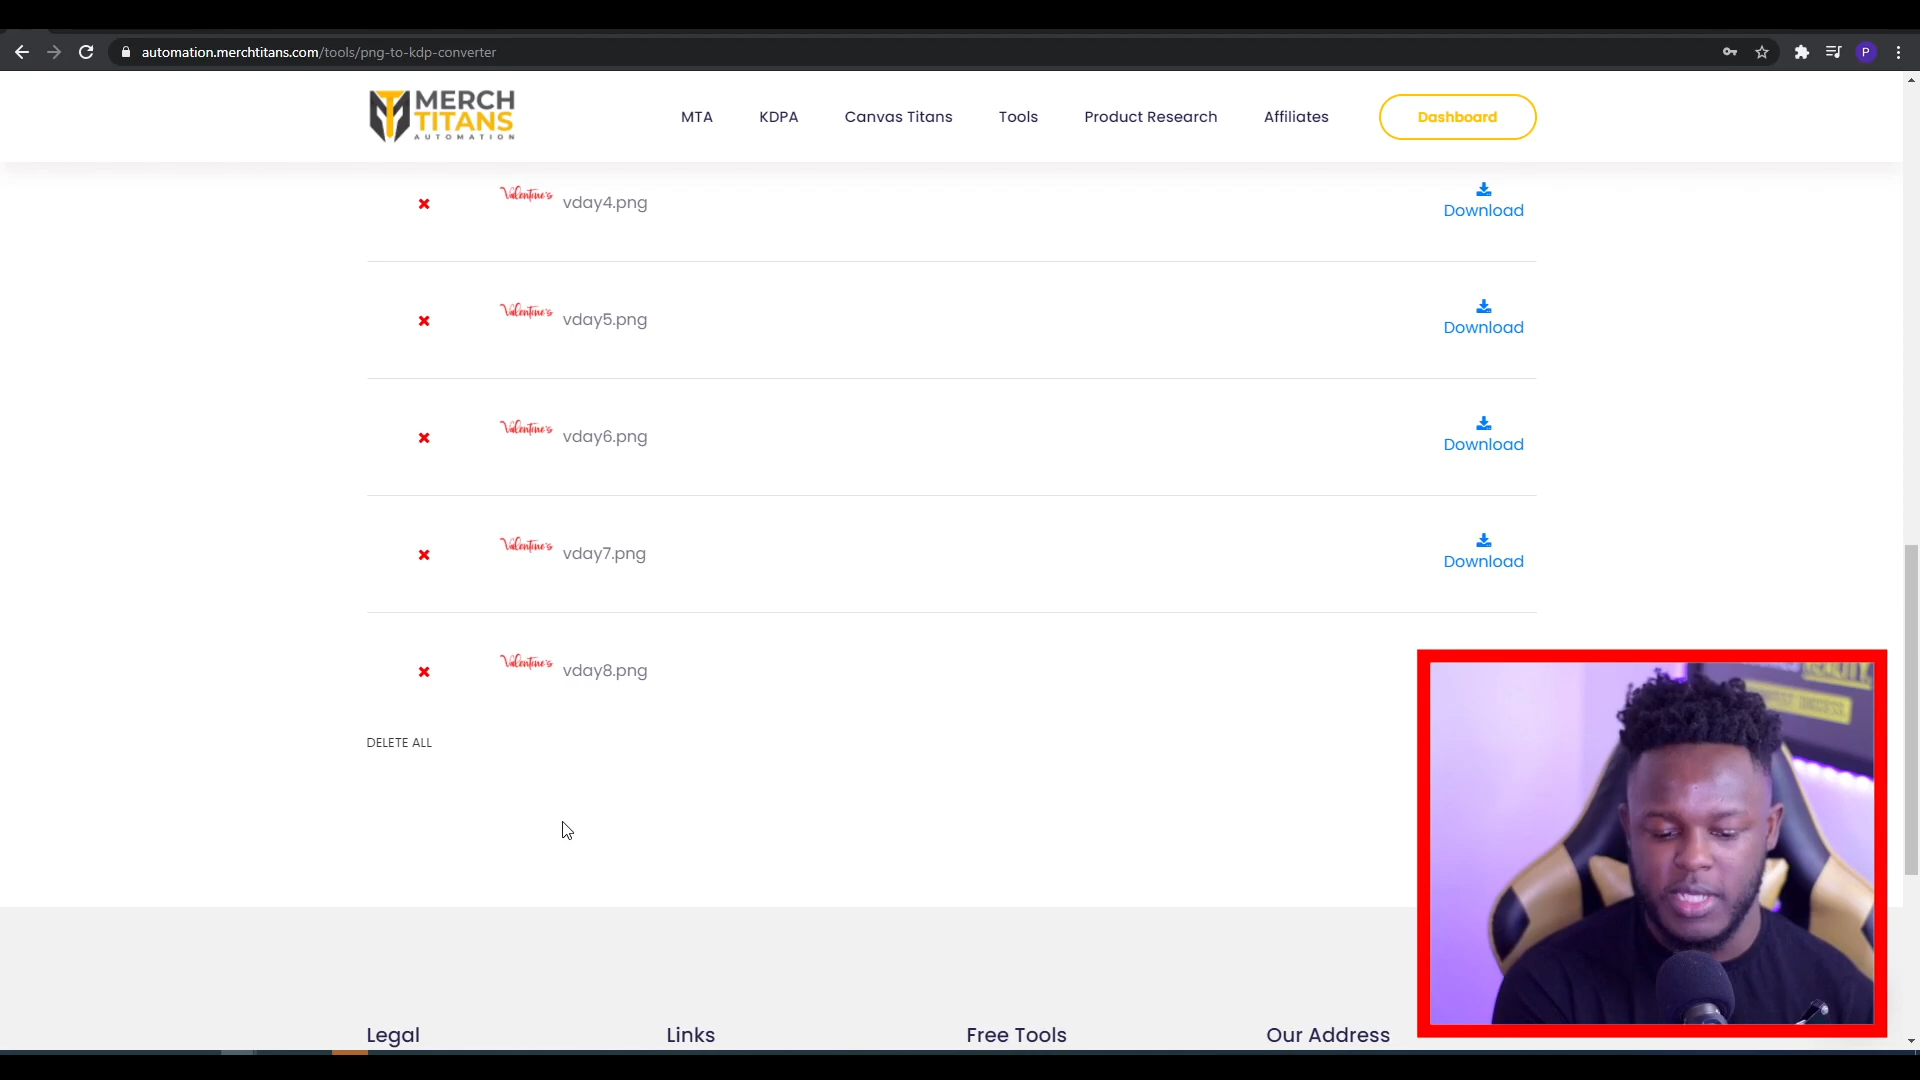 automation.merchtitans.com/tools/png-to-kdp-converter
P
MERCH
TITANS
AUTOMATION
MTA
KDPA
Canvas Titans
Tools
Product Research
Affiliates
Dashboard
Valentine's
vday4.png
Download
Valentine's
vday5.png
Download
Valentine's
vday6.png
Download
Valentine's
vday7.png
Download
Valentine's
vday8.png
DELETE ALL
Legal
Links
Free Tools
Our Address